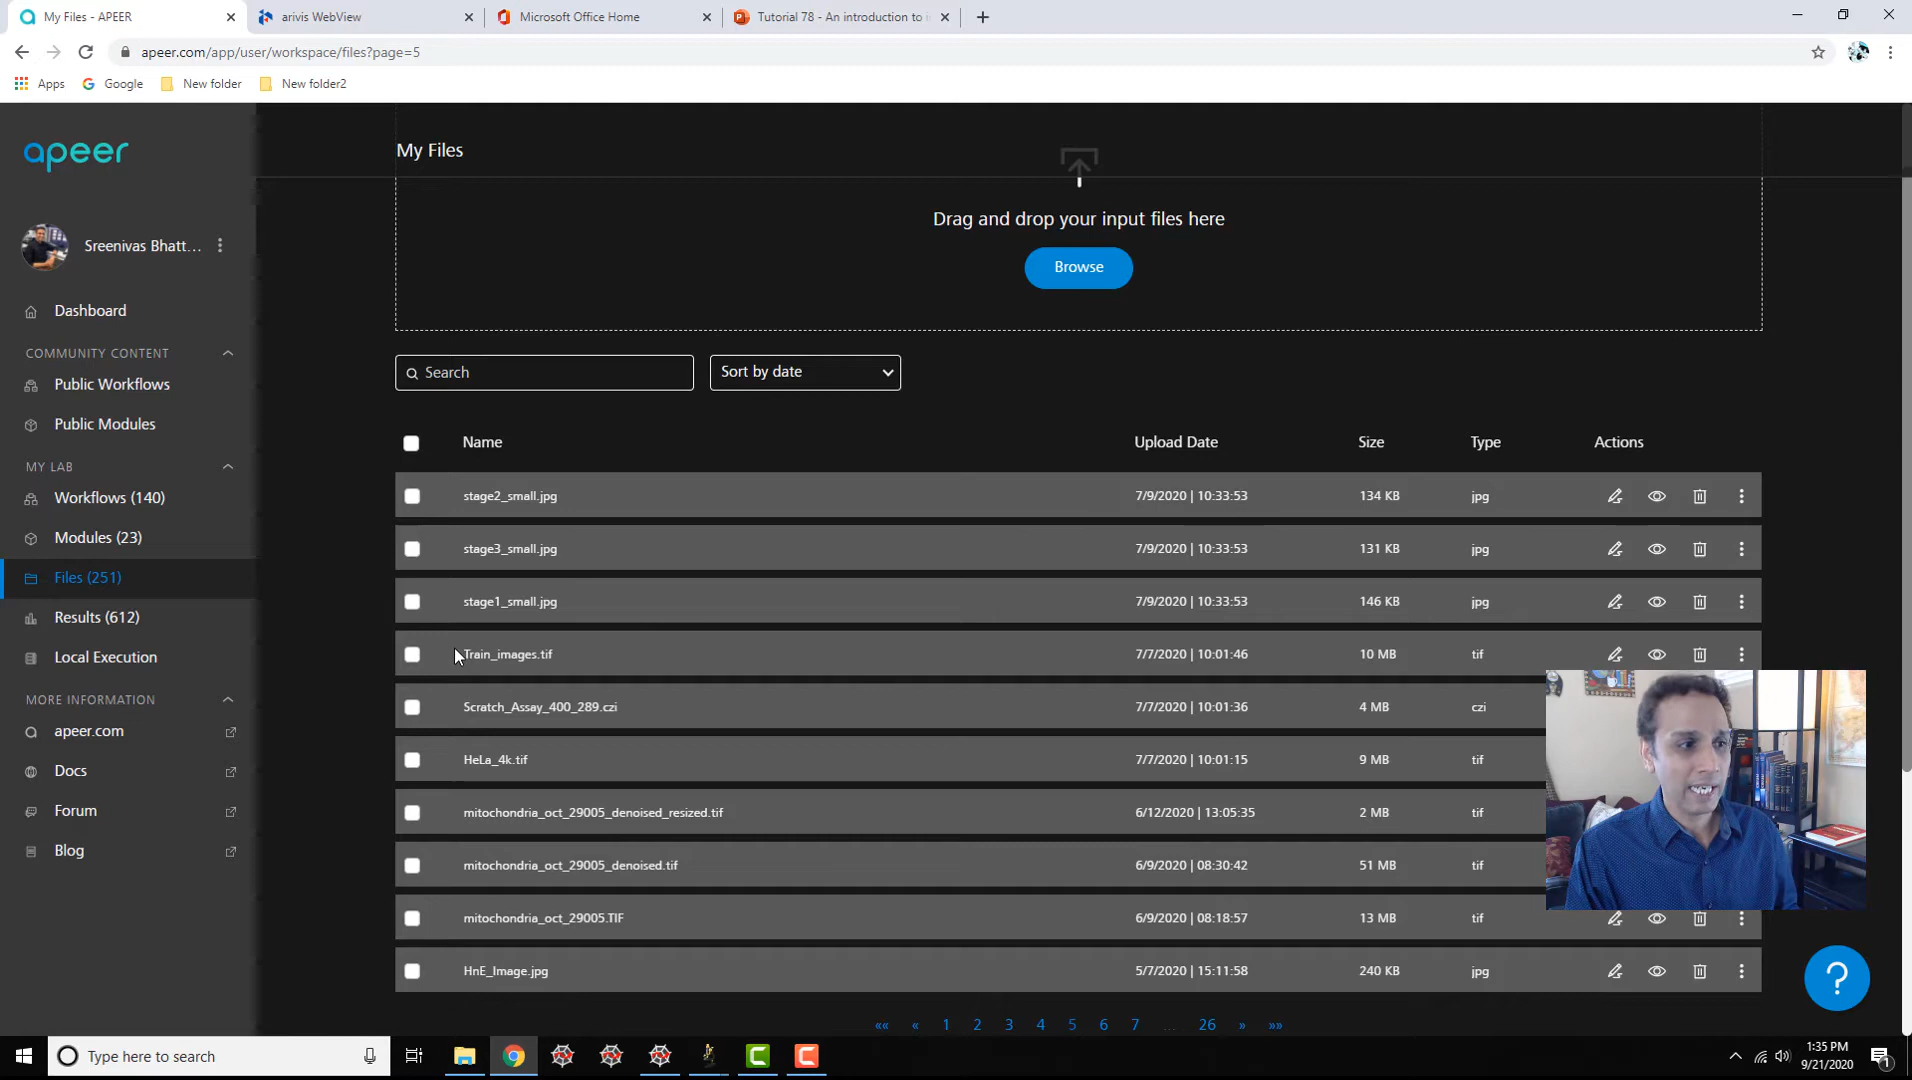 My Files - APEER
arivis WebView
Microsoft Office Home
Tutorial 78 - An introduction to i
apeer.com/app/user/workspace/files?page=5
Apps
Google
New folder
New folder2
apeer
My Files
Drag and drop your input files here
Browse
Sreenivas Bhatt...
Dashboard
COMMUNITY CONTENT
Public Workflows
Public Modules
MY LAB
Workflows (140)
Modules (23)
Files (251)
Results (612)
Local Execution
MORE INFORMATION
apeer.com
Docs
Forum
Blog
Search
Sort by date
Name Upload Date Size Type Actions
stage2_small.jpg 7/9/2020 | 10:33:53 134 KB jpg
stage3_small.jpg 7/9/2020 | 10:33:53 131 KB jpg
stage1_small.jpg 7/9/2020 | 10:33:53 146 KB jpg
Train_images.tif 7/7/2020 | 10:01:46 10 MB tif
Scratch_Assay_400_289.czi 7/7/2020 | 10:01:36 4 MB czi
HeLa_4k.tif 7/7/2020 | 10:01:15 9 MB tif
mitochondria_oct_29005_denoised_resized.tif 6/12/2020 | 13:05:35 2 MB tif
mitochondria_oct_29005_denoised.tif 6/9/2020 | 08:30:42 51 MB tif
mitochondria_oct_29005.TIF 6/9/2020 | 08:18:57 13 MB tif
HnE_Image.jpg 5/7/2020 | 15:11:58 240 KB jpg
«« « 1 2 3 4 5 6 7 ... 26 » »»
?
Type here to search
1:35 PM
9/21/2020
1